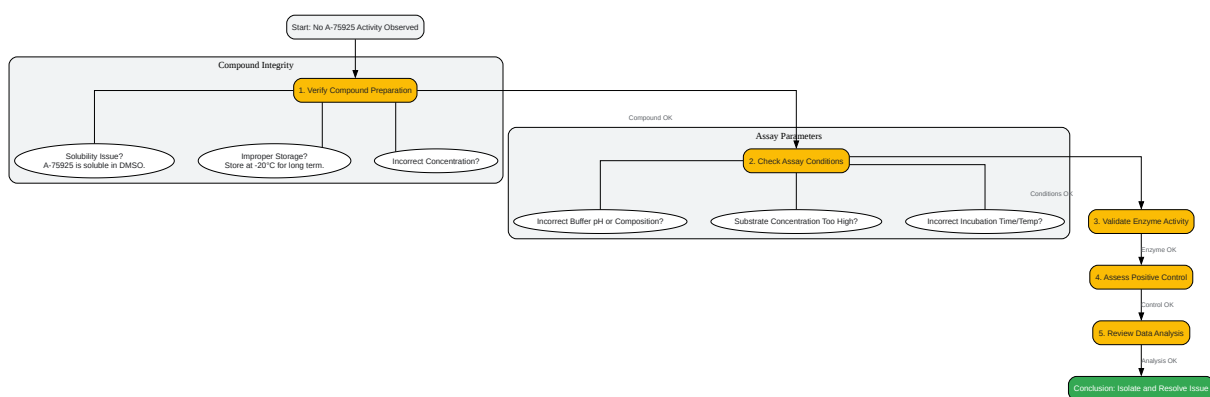 Start: No A-75925 Activity Observed
Compound Integrity
1. Verify Compound Preparation
Compound OK
Solubility Issue?
A-75925 is soluble in DMSO.
Improper Storage?
Store at -20°C for long term.
Incorrect Concentration?
Assay Parameters
2. Check Assay Conditions
Conditions OK
Incorrect Buffer pH or Composition?
Substrate Concentration Too High?
Incorrect Incubation Time/Temp?
3. Validate Enzyme Activity
Enzyme OK
4. Assess Positive Control
Control OK
5. Review Data Analysis
Analysis OK
Conclusion: Isolate and Resolve Issue